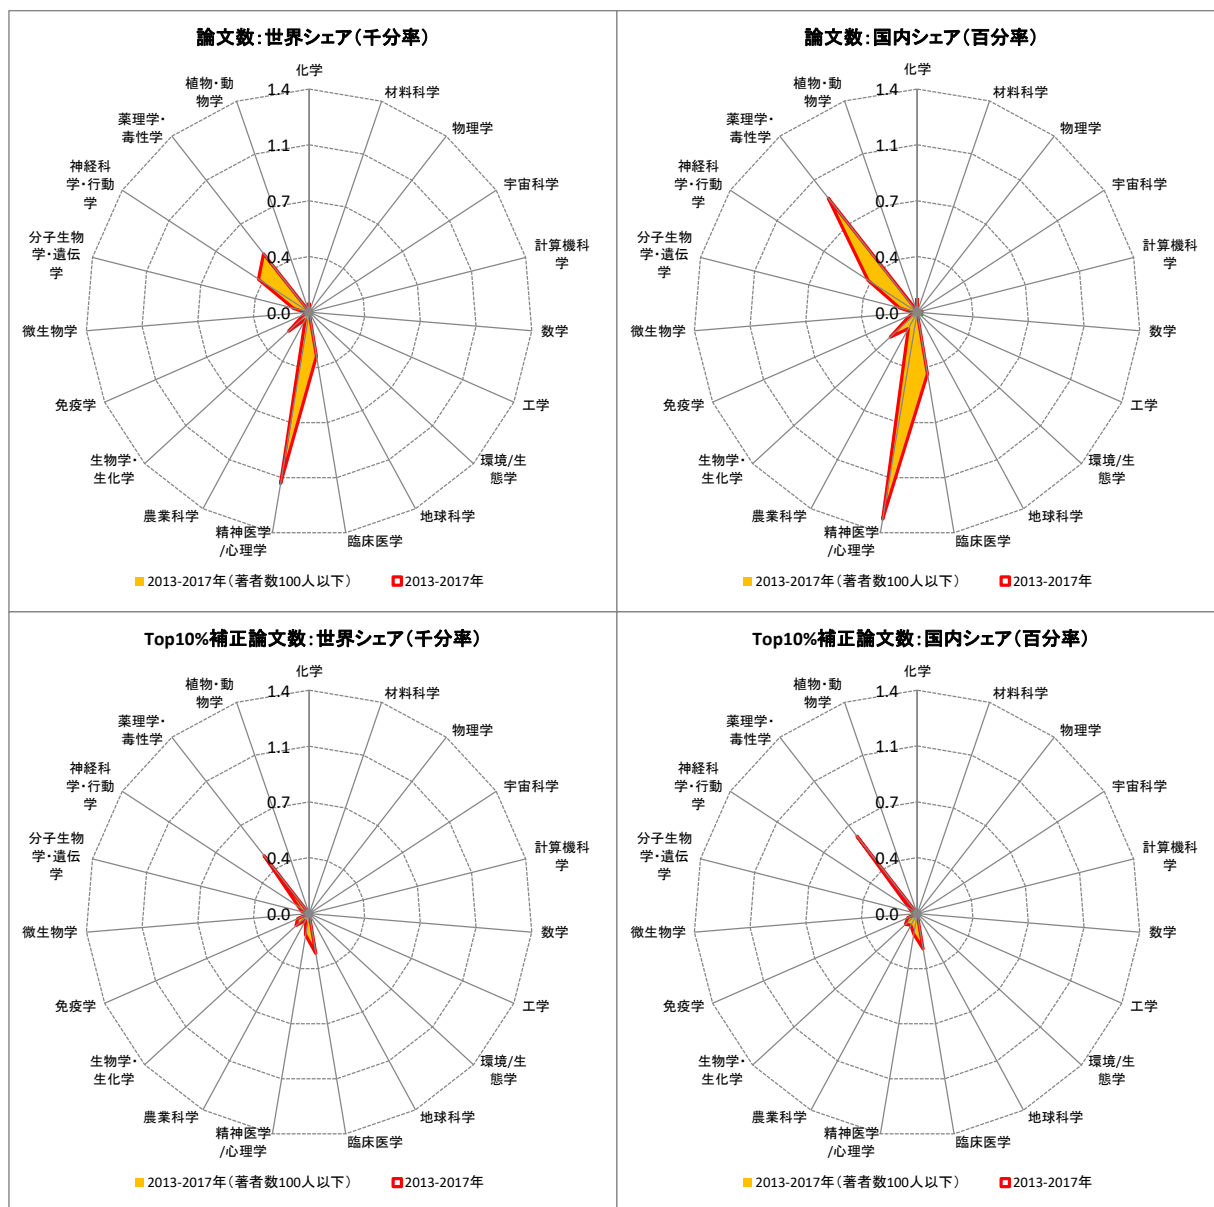 論文数：世界シェア（千分率）
化学
材料科学
物理学
宇宙科学
計算機科
学
数学
工学
環境/生
態学
地球科学
臨床医学
精神医学
/心理学
農業科学
生物学・
生化学
免疫学
微生物学
分子生物
学・遺伝
学
神経科
学・行動
学
薬理学・
毒性学
植物・動
物学
1.4
1.1
0.7
0.4
0.0
2013-2017年（著者数100人以下）
2013-2017年
論文数：国内シェア（百分率）
化学
材料科学
物理学
宇宙科学
計算機科
学
数学
工学
環境/生
態学
地球科学
臨床医学
精神医学
/心理学
農業科学
生物学・
生化学
免疫学
微生物学
分子生物
学・遺伝
学
神経科
学・行動
学
薬理学・
毒性学
植物・動
物学
1.4
1.1
0.7
0.4
0.0
2013-2017年（著者数100人以下）
2013-2017年
Top10%補正論文数：世界シェア（千分率）
化学
材料科学
物理学
宇宙科学
計算機科
学
数学
工学
環境/生
態学
地球科学
臨床医学
精神医学
/心理学
農業科学
生物学・
生化学
免疫学
微生物学
分子生物
学・遺伝
学
神経科
学・行動
学
薬理学・
毒性学
植物・動
物学
1.4
1.1
0.7
0.4
0.0
2013-2017年（著者数100人以下）
2013-2017年
Top10%補正論文数：国内シェア（百分率）
化学
材料科学
物理学
宇宙科学
計算機科
学
数学
工学
環境/生
態学
地球科学
臨床医学
精神医学
/心理学
農業科学
生物学・
生化学
免疫学
微生物学
分子生物
学・遺伝
学
神経科
学・行動
学
薬理学・
毒性学
植物・動
物学
1.4
1.1
0.7
0.4
0.0
2013-2017年（著者数100人以下）
2013-2017年